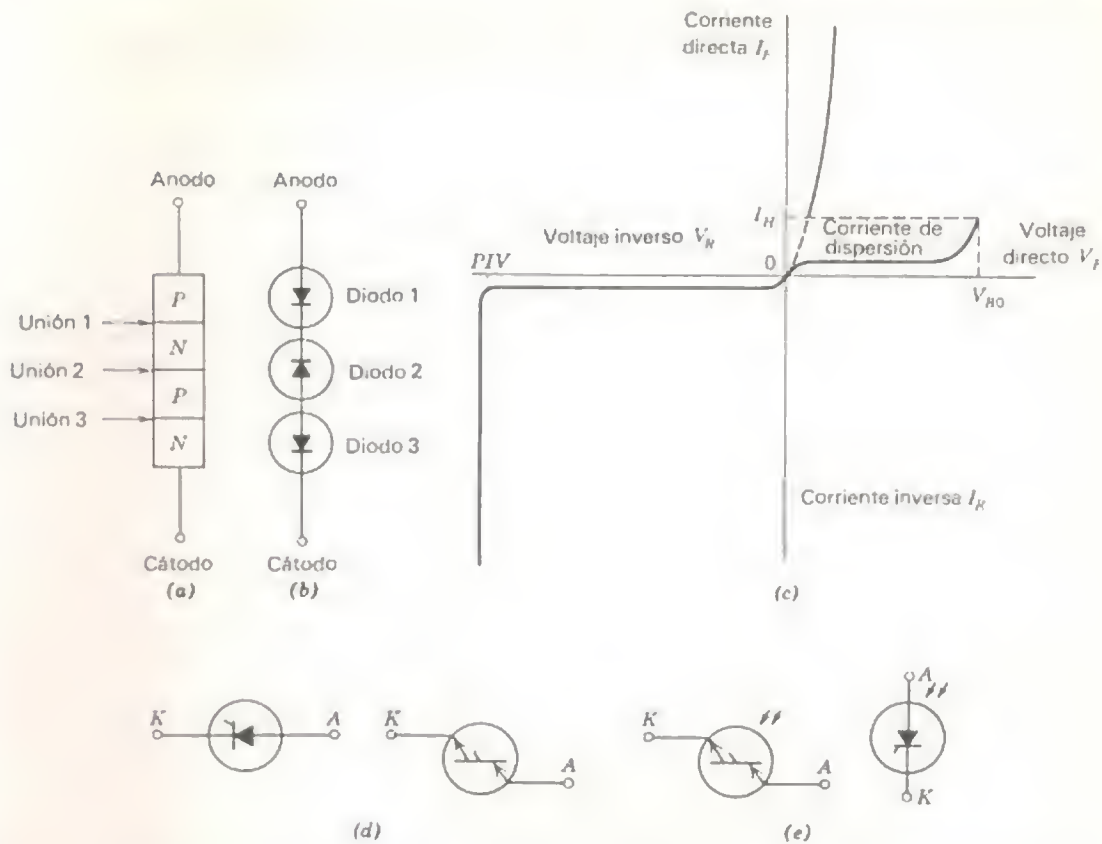 Corriente
directa I_F
Anodo
Anodo
P
N
P
N
Unión 1
Unión 2
Unión 3
Cátodo
(a)
Diodo 1
Diodo 2
Diodo 3
Cátodo
(b)
I_H
Voltaje inverso V_R
Corriente de
dispersión
Voltaje
directo V_F
PIV
0
V_B0
Corriente inversa I_R
(c)
K
A
K
A
(d)
K
A
A
K
(e)